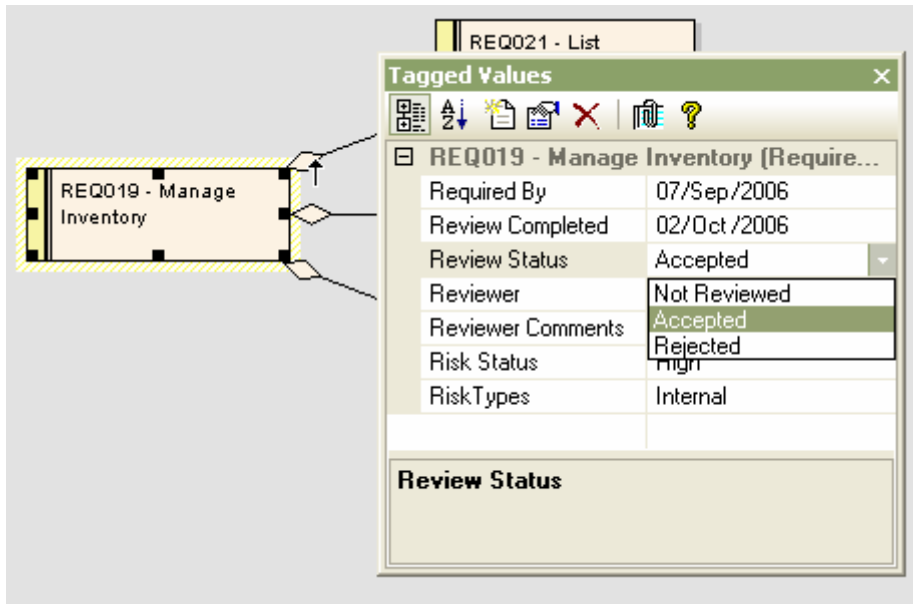 REQ021 - List
Tagged Values
REQ019 - Manage Inventory (Require...
REQ019 - Manage
Inventory
Required By 07/Sep/2006
Review Completed 02/Oct/2006
Review Status Accepted
Reviewer Not Reviewed
Reviewer Comments Accepted
Rejected
Risk Status High
RiskTypes Internal
Review Status